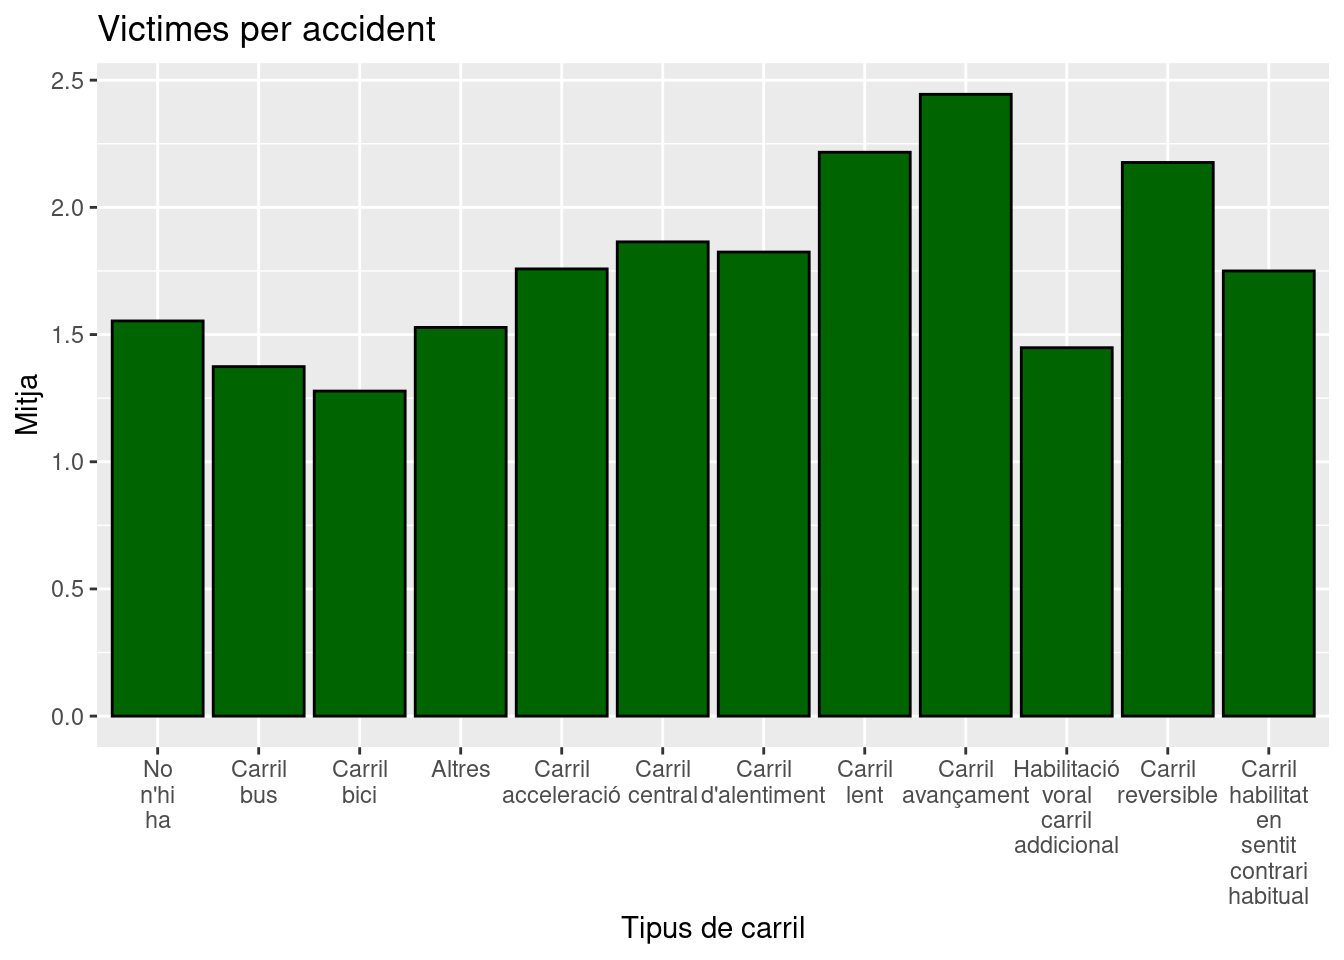 Victimes per accident
2.5
2.0
1.5
1.0
0.5
0.0
Mitja
No
n'hi
ha
Carril
bus
Carril
bici
Altres
Carril
acceleració
Carril
central
Carril
d'alentiment
Carril
lent
Carril
avançament
Habilitació
voral
carril
addicional
Carril
reversible
Carril
habilitat
en
sentit
contrari
habitual
Tipus de carril